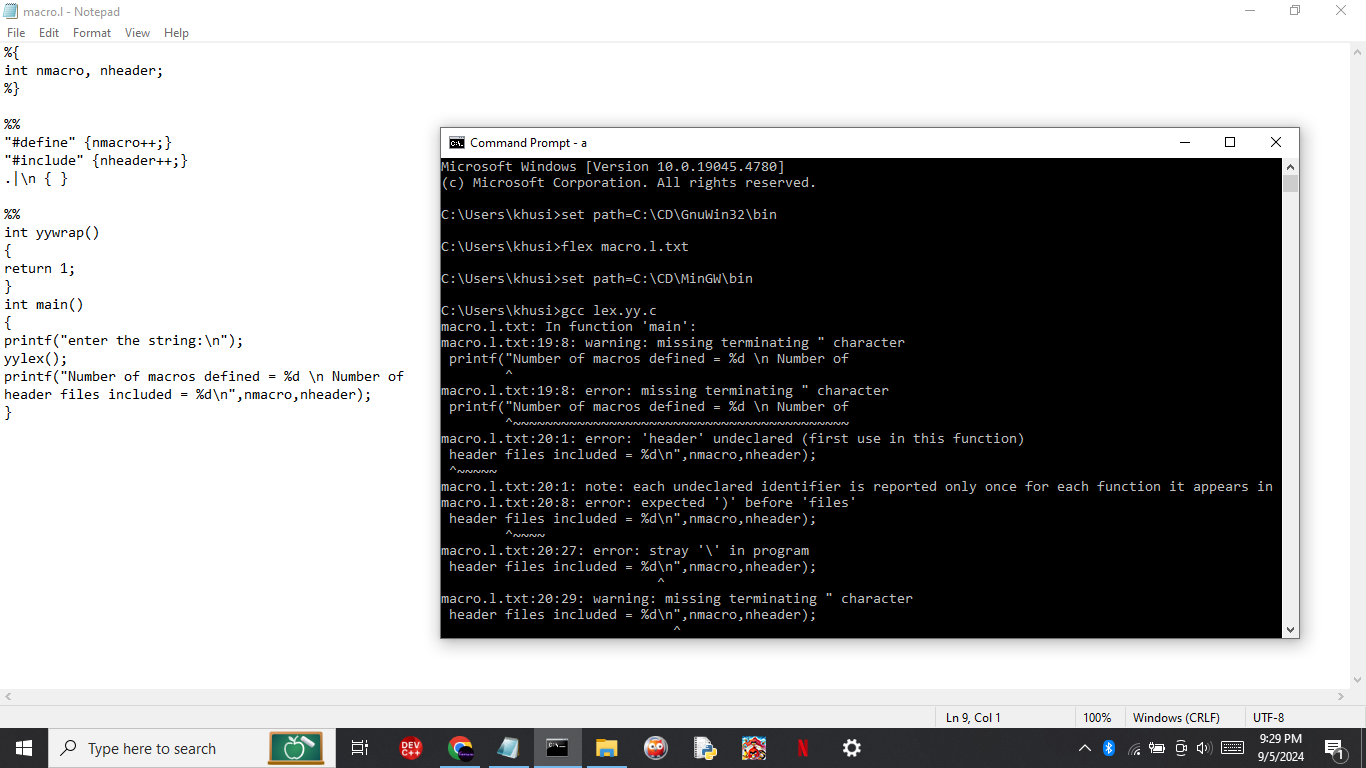 macro.l - Notepad
File Edit Format View Help
%{
int nmacro, nheader;
%}
%%
"#define" {nmacro++;}
"#include" {nheader++;}
.|\n { }
%%
int yywrap()
{
return 1;
}
int main()
{
printf("enter the string:\n");
yylex();
printf("Number of macros defined = %d \n Number of
header files included = %d\n",nmacro,nheader);
}
Command Prompt - a
Microsoft Windows [Version 10.0.19045.4780]
(c) Microsoft Corporation. All rights reserved.
C:\Users\khusi>set path=C:\CD\GnuWin32\bin
C:\Users\khusi>flex macro.l.txt
C:\Users\khusi>set path=C:\CD\MinGW\bin
C:\Users\khusi>gcc lex.yy.c
macro.l.txt: In function 'main':
macro.l.txt:19:8: warning: missing terminating " character
 printf("Number of macros defined = %d \n Number of
        ^
macro.l.txt:19:8: error: missing terminating " character
 printf("Number of macros defined = %d \n Number of
        ^~~~~~~~~~~~~~~~~~~~~~~~~~~~~~~~~~~~~~~~~~~
macro.l.txt:20:1: error: 'header' undeclared (first use in this function)
 header files included = %d\n",nmacro,nheader);
 ^~~~~~
macro.l.txt:20:1: note: each undeclared identifier is reported only once for each function it appears in
macro.l.txt:20:8: error: expected ')' before 'files'
 header files included = %d\n",nmacro,nheader);
        ^~~~~
macro.l.txt:20:27: error: stray '\' in program
 header files included = %d\n",nmacro,nheader);
                           ^
macro.l.txt:20:29: warning: missing terminating " character
 header files included = %d\n",nmacro,nheader);
                             ^
Ln 9, Col 1 100% Windows (CRLF) UTF-8
Type here to search
DEV
C++
9:29 PM
9/5/2024
1